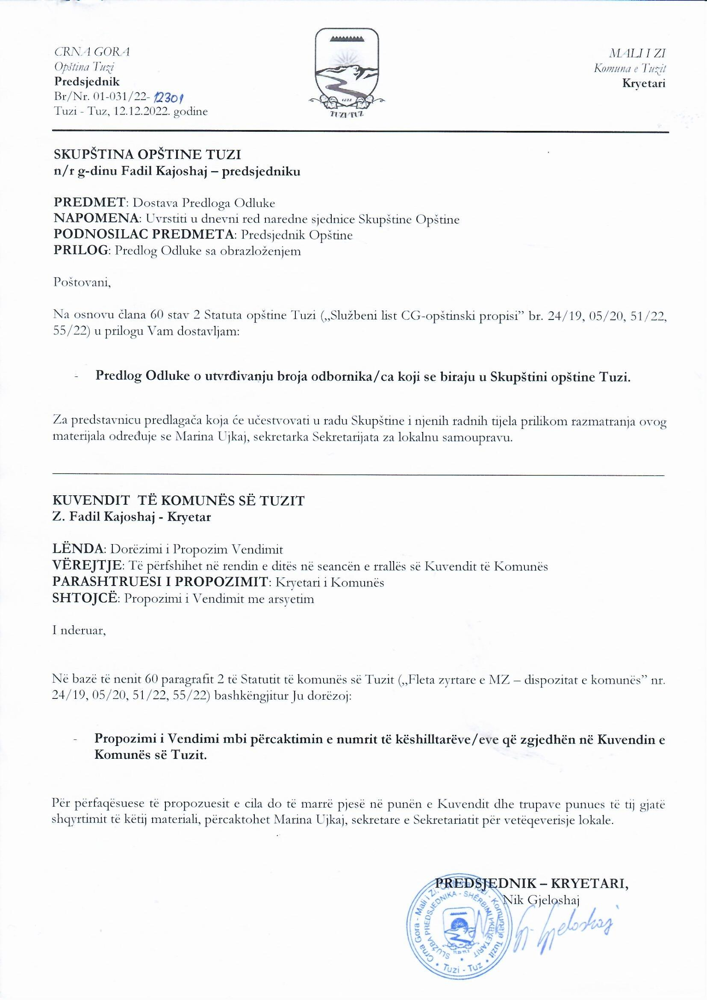 CRNA GORA
Opština Tuzi
Predsjednik
Br/Nr. 01-031/22-12301
Tuzi - Tuz, 12.12.2022. godine
TUZI/TUZ
MALI I ZI
Komuna e Tuzit
Kryetari
SKUPŠTINA OPŠTINE TUZI
n/r g-dinu Fadil Kajoshaj – predsjedniku
PREDMET: Dostava Predloga Odluke
NAPOMENA: Uvrstiti u dnevni red naredne sjednice Skupštine Opštine
PODNOSILAC PREDMETA: Predsjednik Opštine
PRILOG: Predlog Odluke sa obrazloženjem
Poštovani,
Na osnovu člana 60 stav 2 Statuta opštine Tuzi („Službeni list CG-opštinski propisi” br. 24/19, 05/20, 51/22,
55/22) u prilogu Vam dostavljam:
- Predlog Odluke o utvrđivanju broja odbornika/ca koji se biraju u Skupštini opštine Tuzi.
Za predstavnicu predlagača koja će učestvovati u radu Skupštine i njenih radnih tijela prilikom razmatranja ovog
materijala određuje se Marina Ujkaj, sekretarka Sekretarijata za lokalnu samoupravu.
KUVENDIT TË KOMUNËS SË TUZIT
Z. Fadil Kajoshaj - Kryetar
LËNDA: Dorëzimi i Propozim Vendimit
VËREJTJE: Të përfshihet në rendin e ditës në seancën e rrallës së Kuvendit të Komunës
PARASHTRUESI I PROPOZIMIT: Kryetari i Komunës
SHTOJCË: Propozimi i Vendimit me arsyetim
I nderuar,
Në bazë të nenit 60 paragrafit 2 të Statutit të komunës së Tuzit („Fleta zyrtare e MZ – dispozitat e komunës” nr.
24/19, 05/20, 51/22, 55/22) bashkëngjitur Ju dorëzoj:
- Propozimi i Vendimi mbi përcaktimin e numrit të këshilltarëve/eve që zgjedhën në Kuvendin e
Komunës së Tuzit.
Për përfaqësuese të propozuesit e cila do të marrë pjesë në punën e Kuvendit dhe trupave punues të tij gjatë
shqyrtimit të këtij materiali, përcaktohet Marina Ujkaj, sekretare e Sekretariatit për vetëqeverisje lokale.
PREDSJEDNIK – KRYETARI,
Nik Gjeloshaj
Nik Gj. Gjeloshaj
Crna Gora - Mali i Zi, Opština Tuzi - Komuna e Tuzit
SLUŽBA PREDSJEDNIKA - SHËRBIMI I KRYETARIT
Tuzi - Tuz